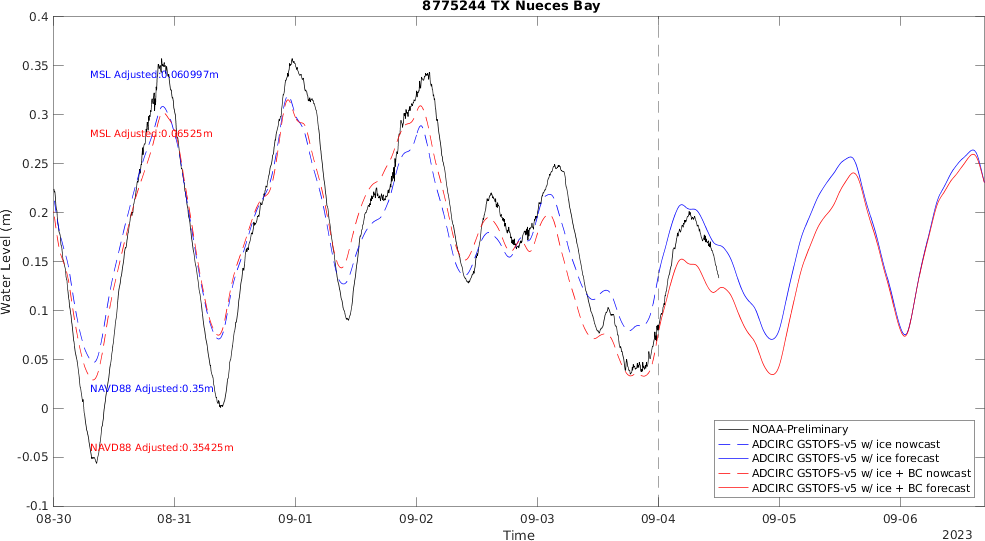 8775244 TX Nueces Bay
0.4
0.35
0.3
0.25
0.2
0.15
0.1
0.05
0
-0.05
-0.1
Water Level (m)
MSL Adjusted:0.060997m
MSL Adjusted:0.06525m
NAVD88 Adjusted:0.35m
NAVD88 Adjusted:0.35425m
NOAA-Preliminary
ADCIRC GSTOFS-v5 w/ ice nowcast
ADCIRC GSTOFS-v5 w/ ice forecast
ADCIRC GSTOFS-v5 w/ ice + BC nowcast
ADCIRC GSTOFS-v5 w/ ice + BC forecast
08-30 08-31 09-01 09-02 09-03 09-04 09-05 09-06
Time
2023